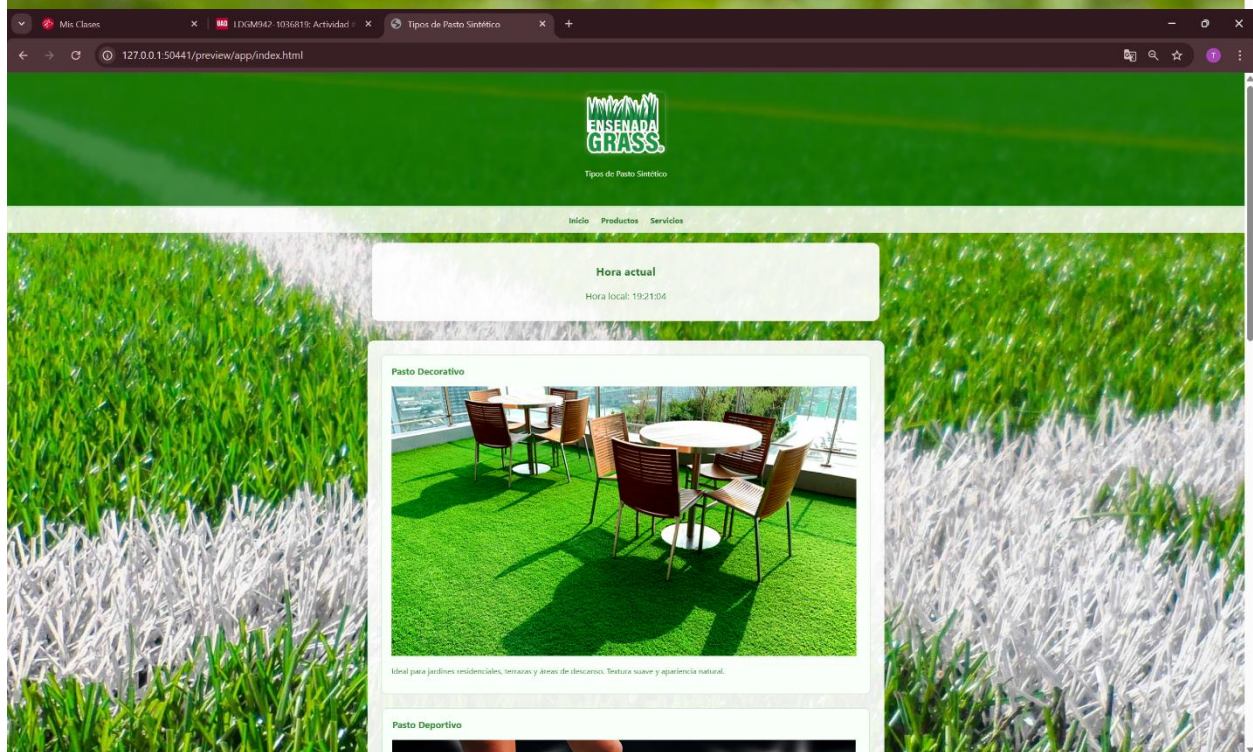 Mis Clases
LDGM942-1036819: Actividad
Tipos de Pasto Sintético
127.0.0.1:50441/preview/app/index.html
T
ENSENADA
GRASS
Tipos de Pasto Sintético
Inicio Productos Servicios
Hora actual
Hora local: 19:21:04
Pasto Decorativo
Ideal para jardines residenciales, terrazas y áreas de descanso. Textura suave y apariencia natural.
Pasto Deportivo